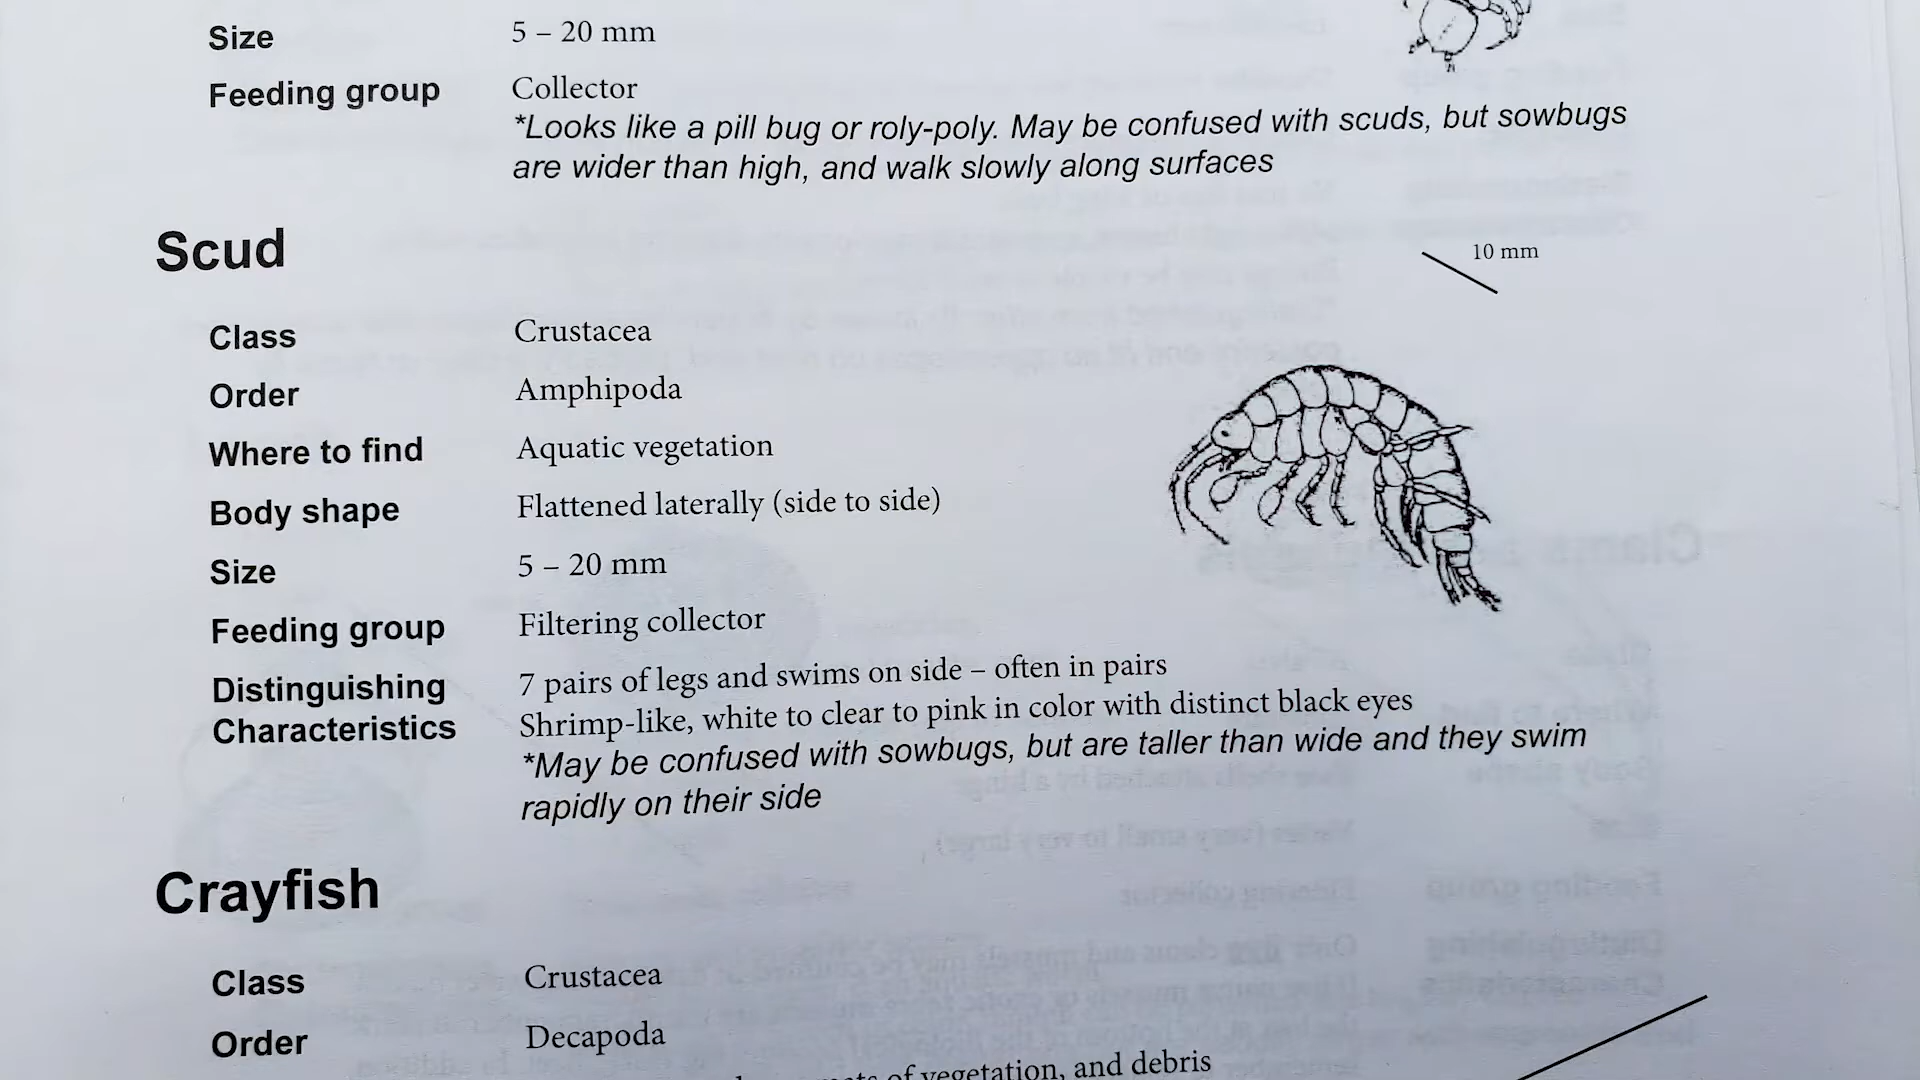 Size 5 – 20 mm
Feeding group Collector
*Looks like a pill bug or roly-poly. May be confused with scuds, but sowbugs
are wider than high, and walk slowly along surfaces
Scud
10 mm
Class Crustacea
Order Amphipoda
Where to find Aquatic vegetation
Body shape Flattened laterally (side to side)
Size 5 – 20 mm
Feeding group Filtering collector
Distinguishing 7 pairs of legs and swims on side – often in pairs
Characteristics Shrimp-like, white to clear to pink in color with distinct black eyes
*May be confused with sowbugs, but are taller than wide and they swim
rapidly on their side
Crayfish
Class Crustacea
Order Decapoda
of vegetation, and debris